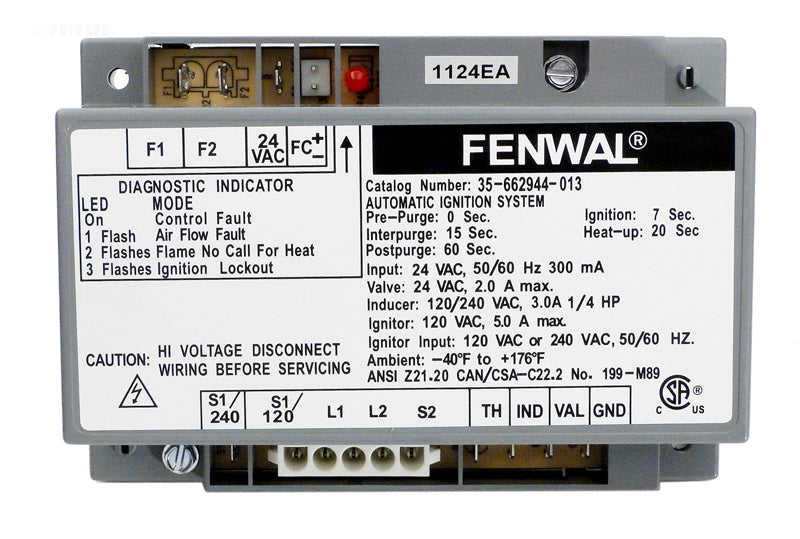 © 2018 APC
1124EA
F1 F2 24 VAC FC + −
FENWAL®
DIAGNOSTIC INDICATOR
LED MODE
On Control Fault
1 Flash Air Flow Fault
2 Flashes Flame No Call For Heat
3 Flashes Ignition Lockout
Catalog Number: 35-662944-013
AUTOMATIC IGNITION SYSTEM
Pre-Purge: 0 Sec. Ignition: 7 Sec.
Interpurge: 15 Sec. Heat-up: 20 Sec
Postpurge: 60 Sec.
Input: 24 VAC, 50/60 Hz 300 mA
Valve: 24 VAC, 2.0 A max.
Inducer: 120/240 VAC, 3.0A 1/4 HP
Ignitor: 120 VAC, 5.0 A max.
Ignitor Input: 120 VAC or 240 VAC, 50/60 HZ.
Ambient: −40°F to +176°F
ANSI Z21.20 CAN/CSA-C22.2 No. 199-M89
CAUTION: HI VOLTAGE DISCONNECT
WIRING BEFORE SERVICING
S1/240 S1/120 L1 L2 S2 TH IND VAL GND
C SA ® US